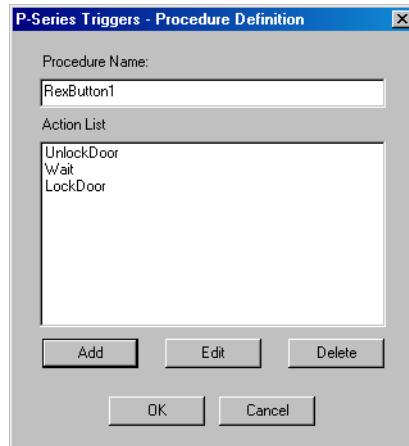 P-Series Triggers - Procedure Definition
Procedure Name:
RexButton1
Action List
UnlockDoor
Wait
LockDoor
Add Edit Delete
OK Cancel